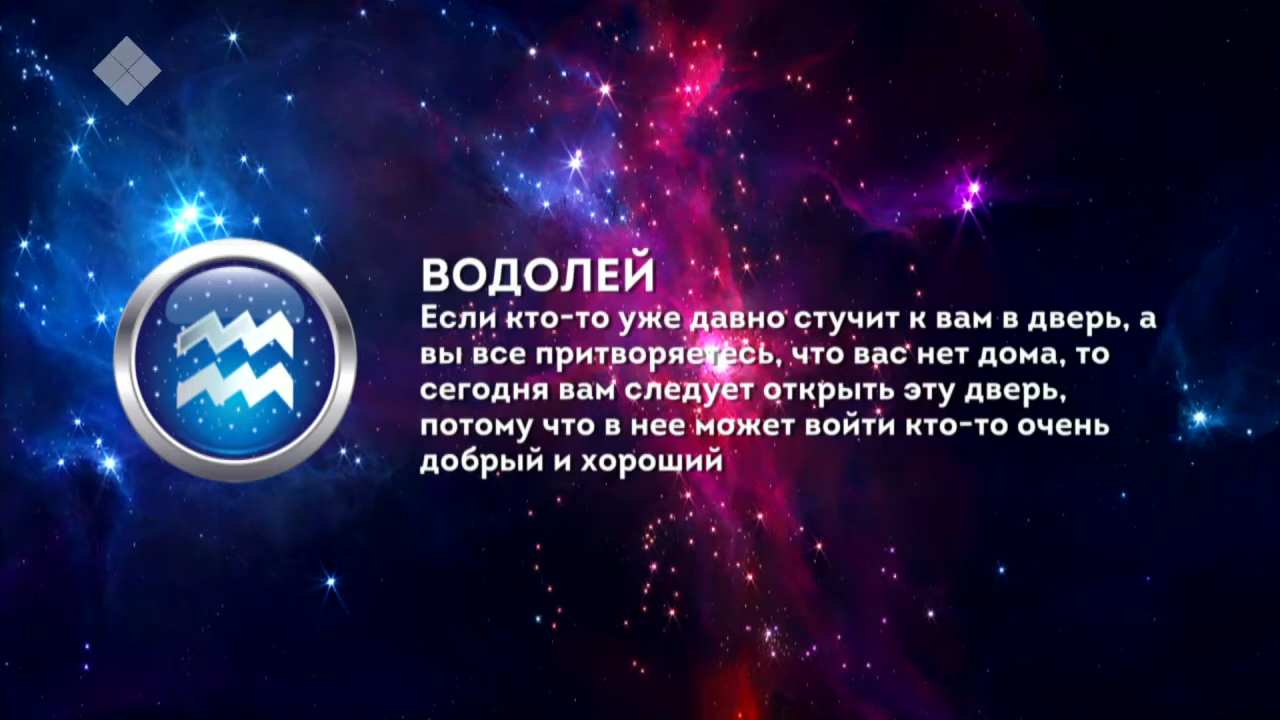 ВОДОЛЕЙ
Если кто-то уже давно стучит к вам в дверь, а
вы все притворяетесь, что вас нет дома, то
сегодня вам следует открыть эту дверь,
потому что в нее может войти кто-то очень
добрый и хороший